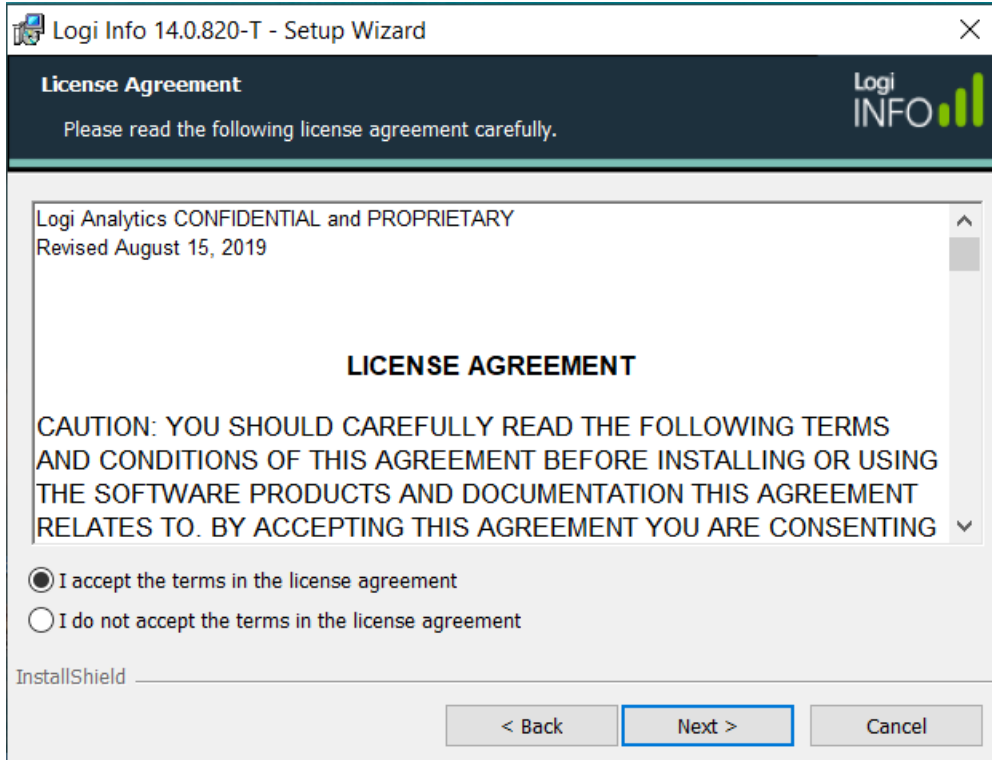 Logi Info 14.0.820-T - Setup Wizard
License Agreement
Please read the following license agreement carefully.
Logi
INFO
Logi Analytics CONFIDENTIAL and PROPRIETARY
Revised August 15, 2019
LICENSE AGREEMENT
CAUTION: YOU SHOULD CAREFULLY READ THE FOLLOWING TERMS
AND CONDITIONS OF THIS AGREEMENT BEFORE INSTALLING OR USING
THE SOFTWARE PRODUCTS AND DOCUMENTATION THIS AGREEMENT
RELATES TO. BY ACCEPTING THIS AGREEMENT YOU ARE CONSENTING
I accept the terms in the license agreement
I do not accept the terms in the license agreement
InstallShield
< Back Next > Cancel